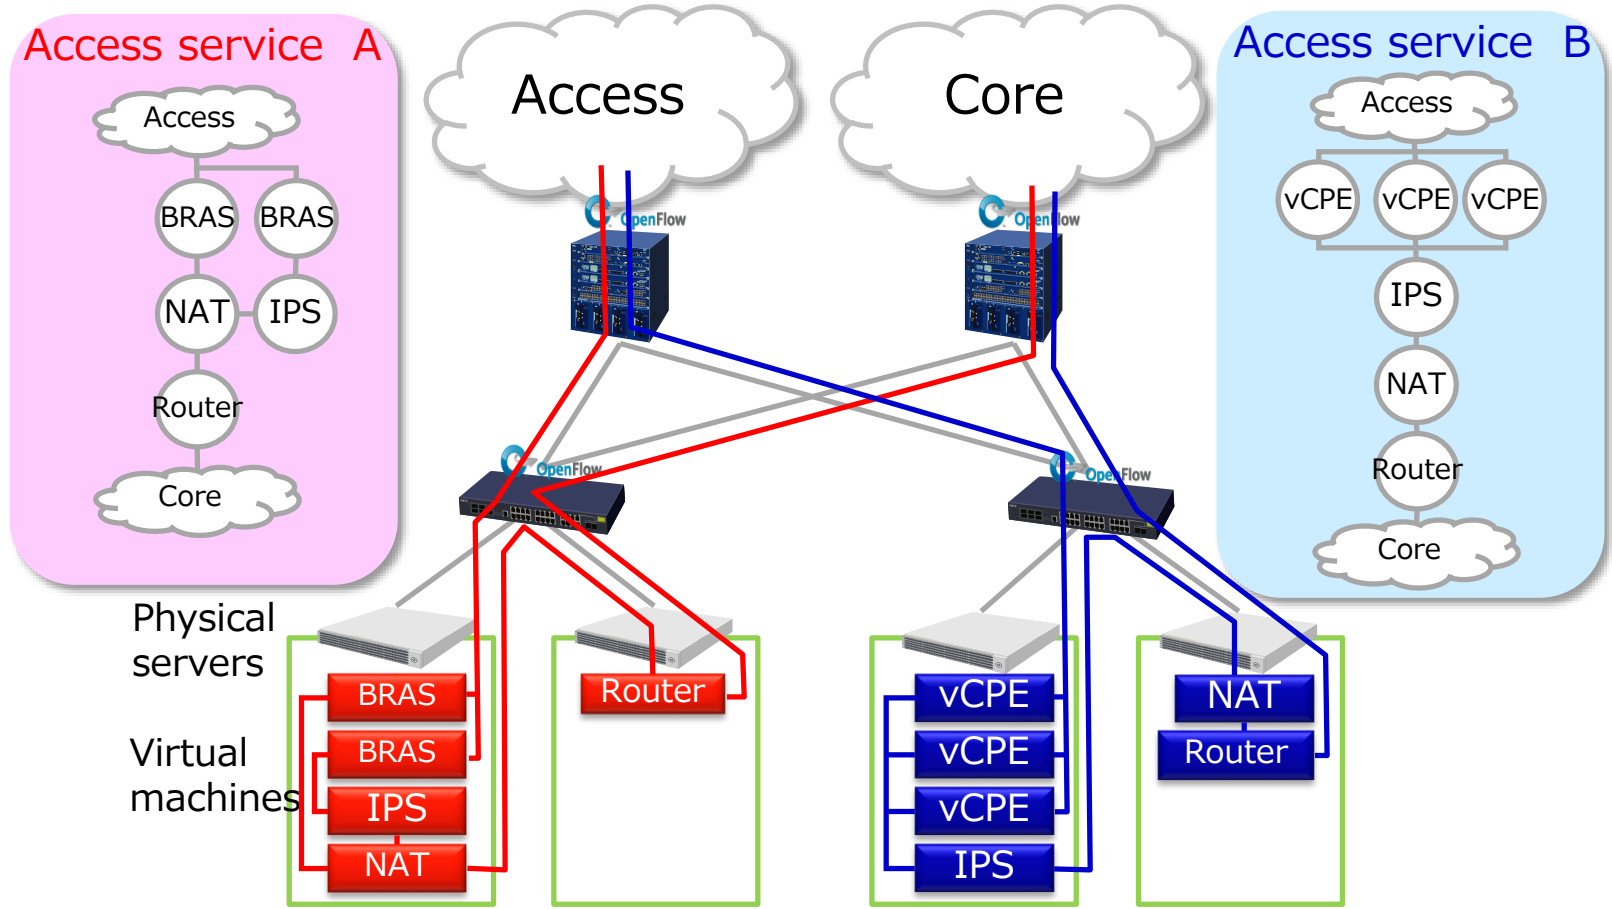 Access service A
Access
BRAS
BRAS
NAT
IPS
Router
Core
Access
Core
OpenFlow
OpenFlow
OpenFlow
OpenFlow
Access service B
Access
vCPE
vCPE
vCPE
IPS
NAT
Router
Core
Physical
servers
Virtual
machines
BRAS
BRAS
IPS
NAT
Router
vCPE
vCPE
vCPE
IPS
NAT
Router